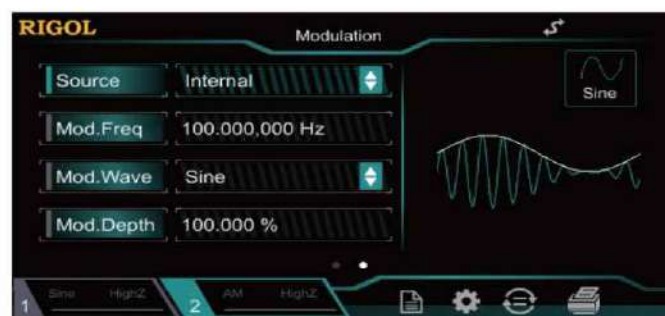 RIGOL
Modulation
Source Internal
Sine
Mod.Freq 100.000,000 Hz
Mod.Wave Sine
Mod.Depth 100.000 %
1 Sine HighZ 2 AM HighZ